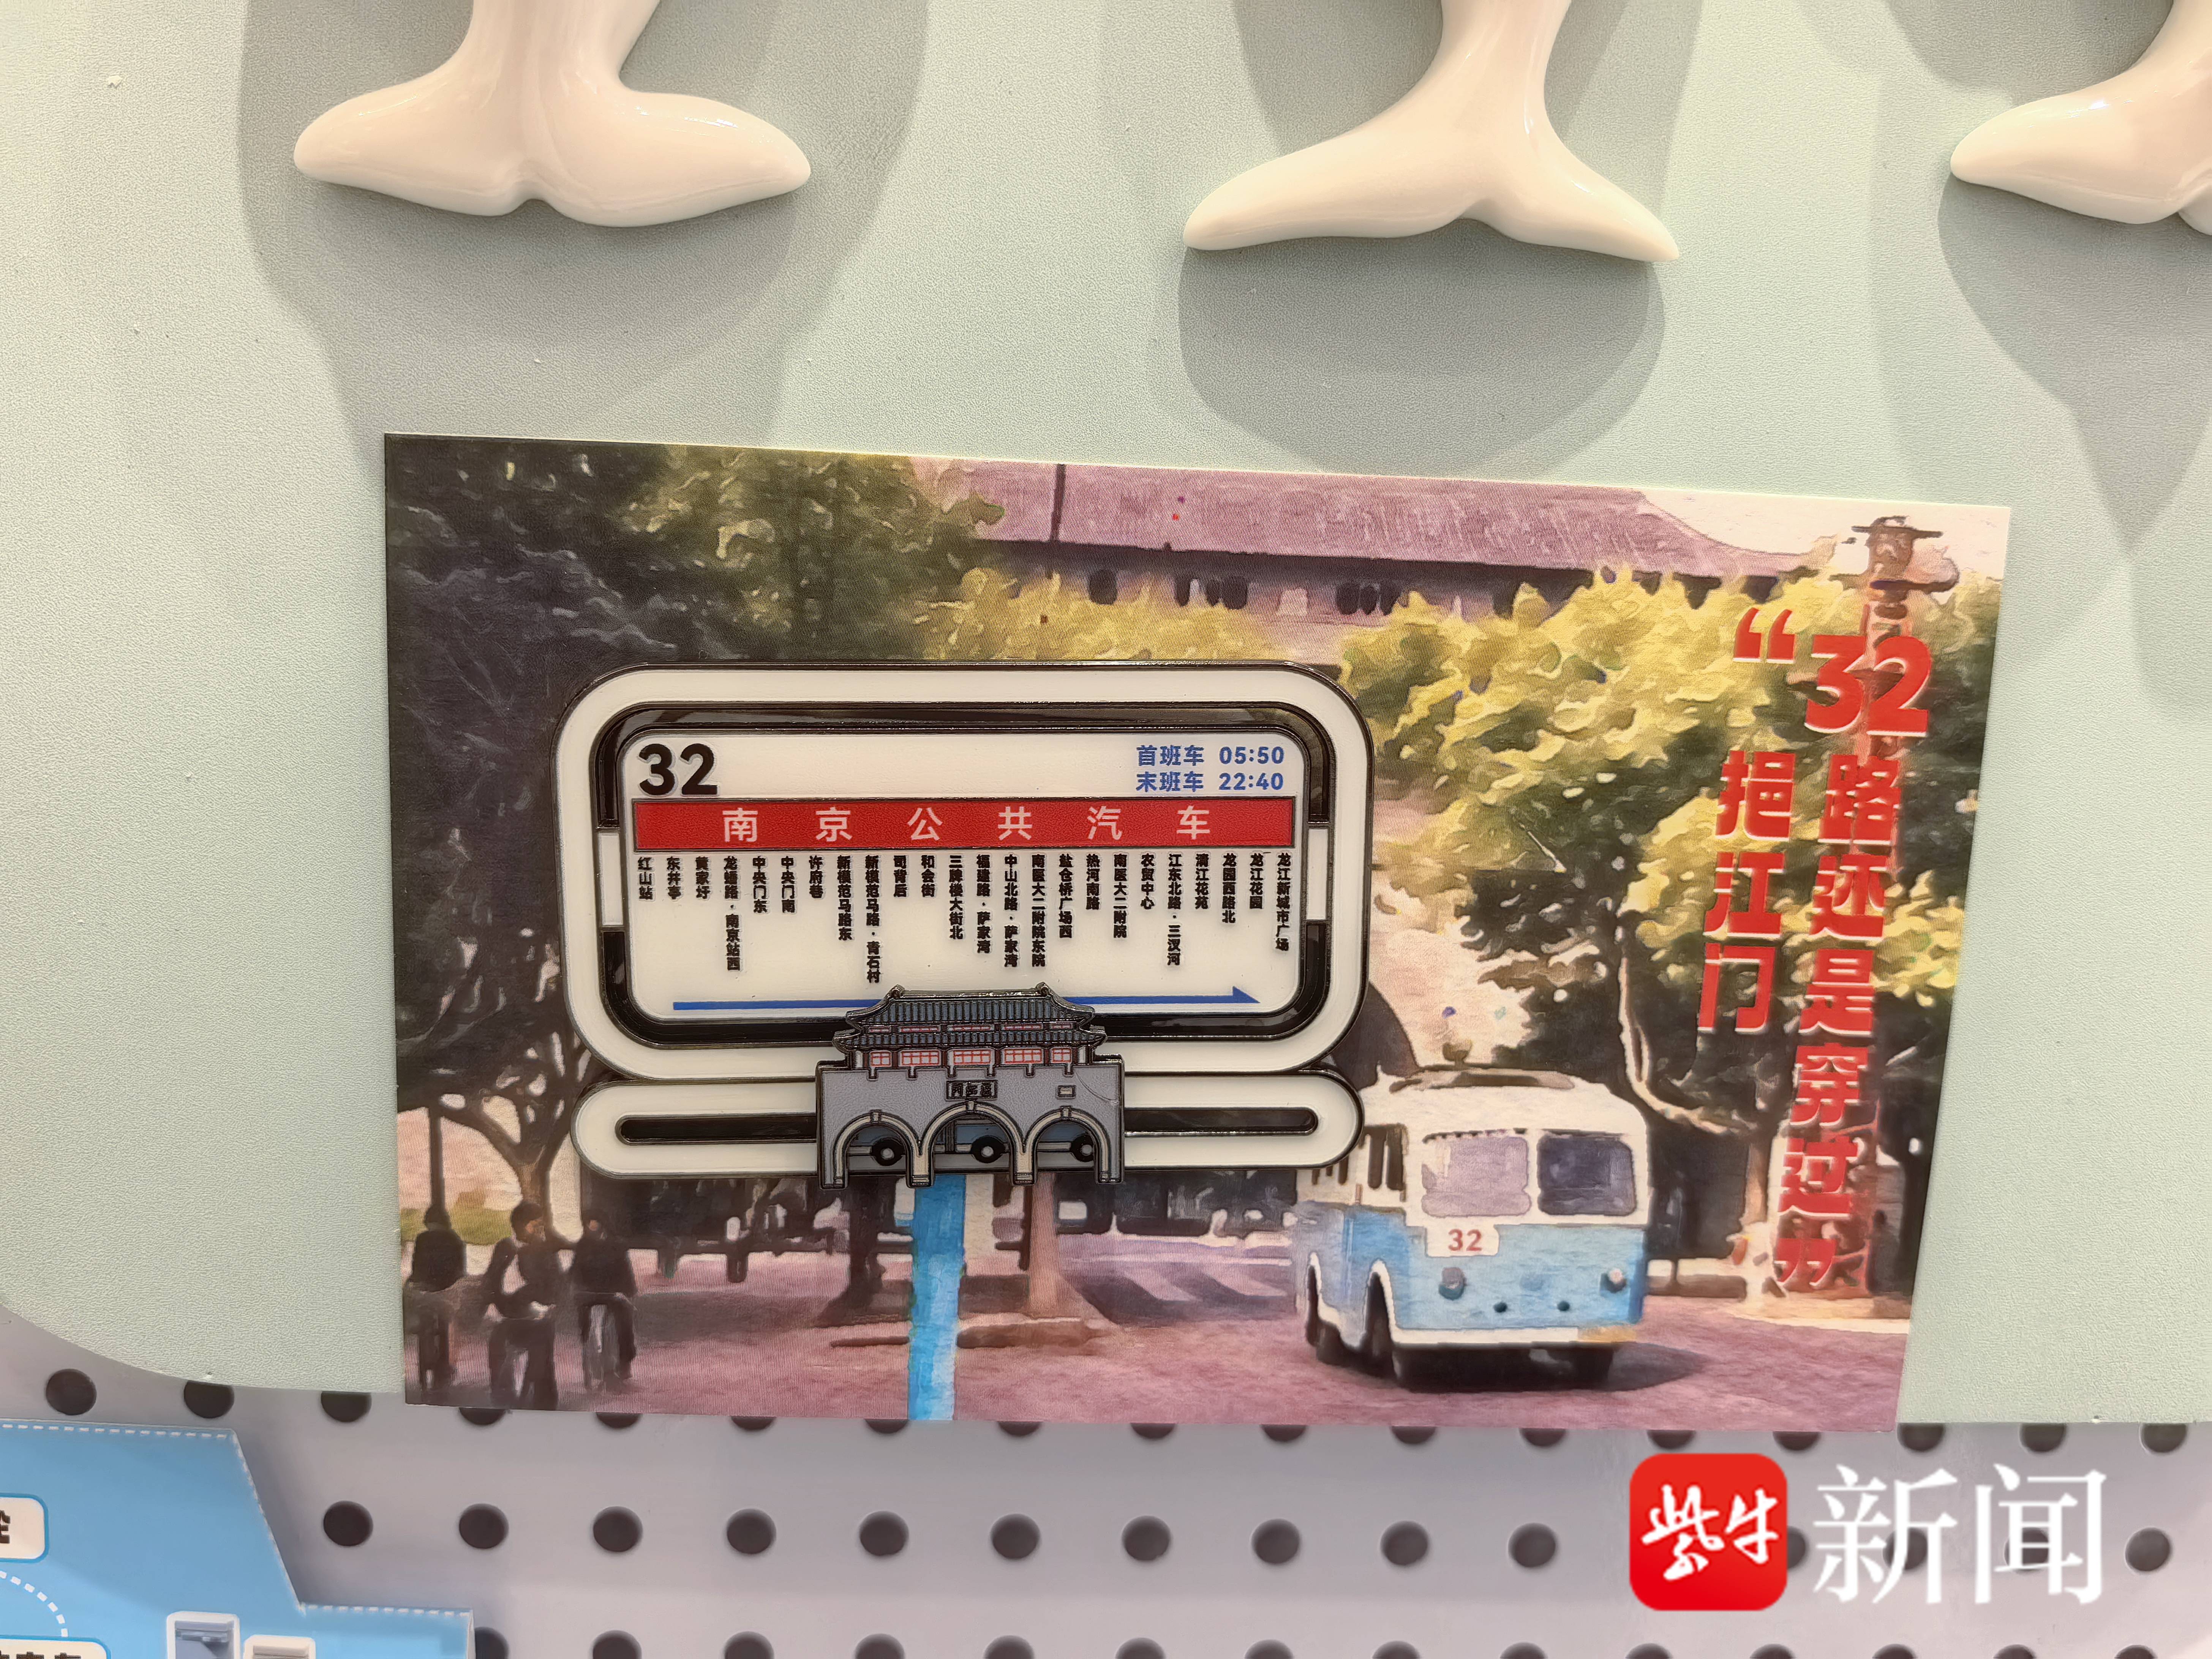 32
首班车 05:50
末班车 22:40
南京公共汽车
红山站
东井亭
黄家圩
龙蟠路·南京站西
中央门东
中央门南
许府巷
新模范马路东
新模范马路·青石村
司背后
和会街
三牌楼大街北
福建路·萨家湾
中山北路·萨家湾
南医大二附院东院
盐仓桥广场西
热河南路
南医大二附院
农贸中心
江东北路·三汊河
清江花苑
龙园西路北
龙江花园
龙江新城市广场
“32路还是穿过
挹江门”
32
紫牛
新闻